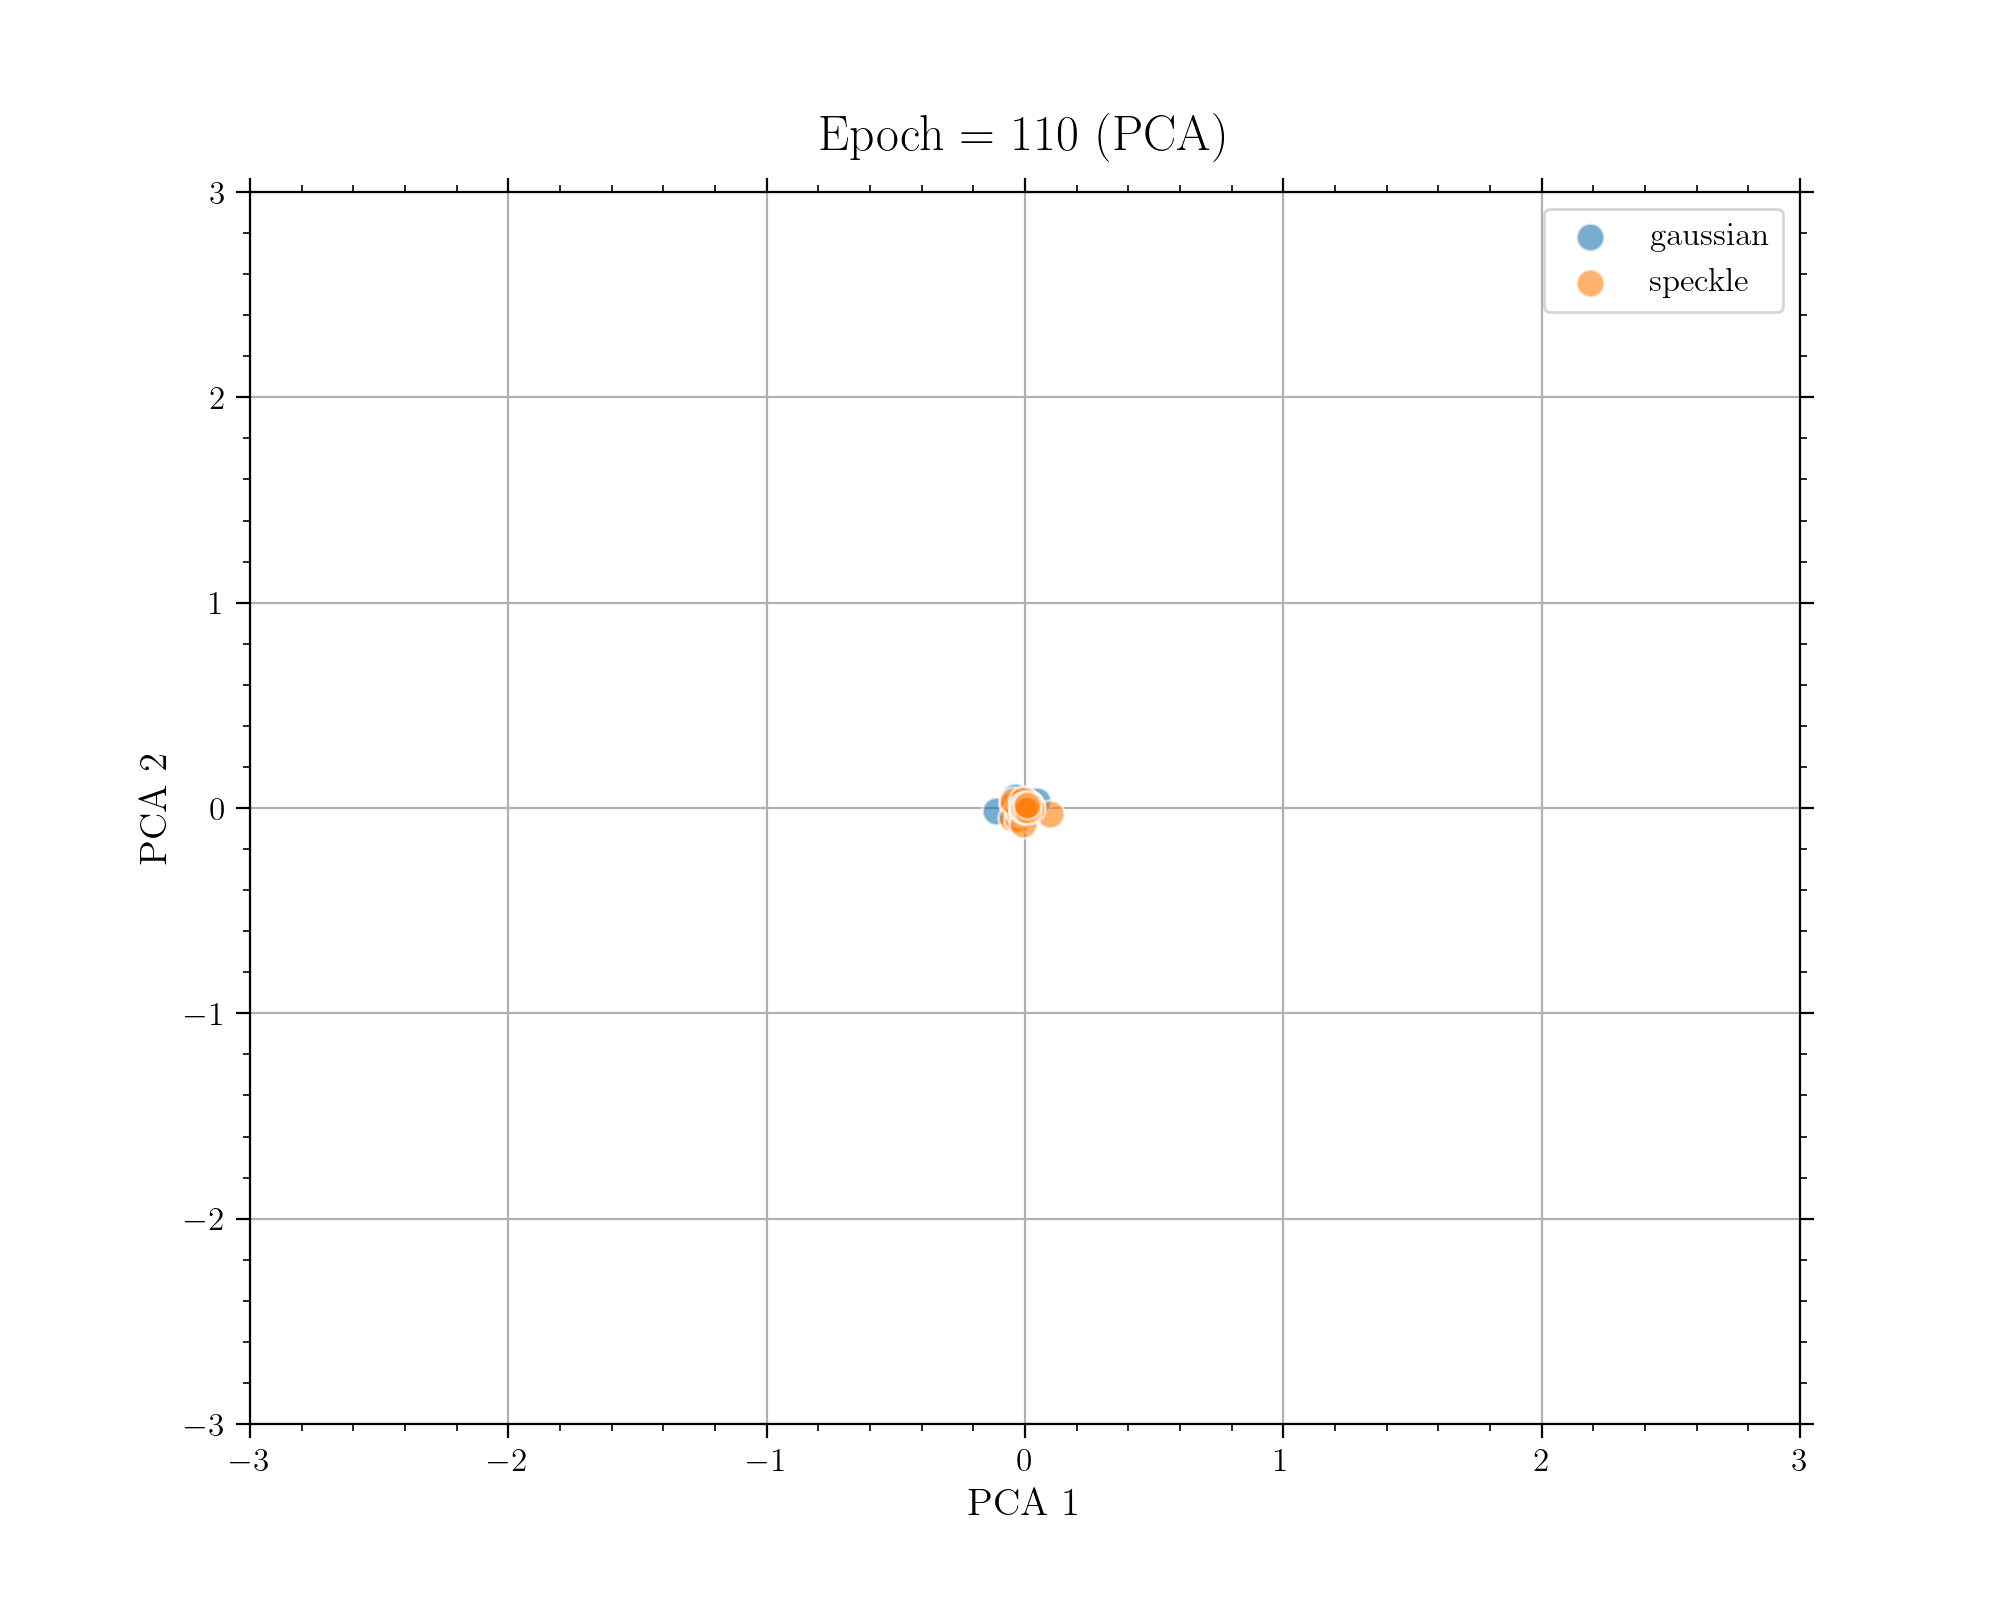 Epoch = 110 (PCA)
gaussian
speckle
3
2
1
0
−1
−2
−3
PCA 2
−3 −2 −1 0 1 2 3
PCA 1